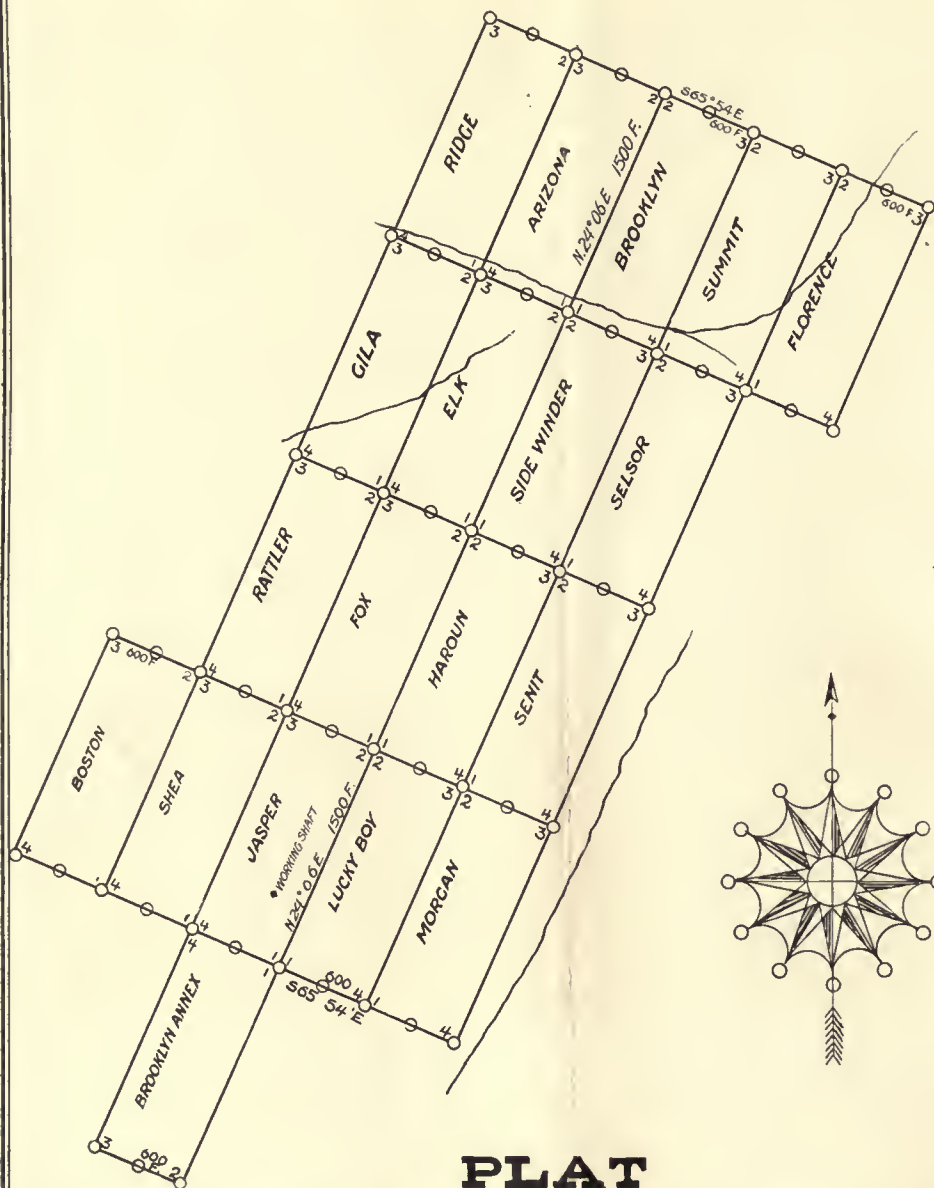 RIDGE
ARIZONA
BROOKLYN
SUMMIT
FLORENCE
S65°54'E
600 F.
N.24°06'E 1500 F.
600 F.
GILA
ELK
SIDE WINDER
SELSOR
RATTLER
FOX
HAROUN
SENIT
600 F.
BOSTON
SHEA
JASPER
WORKING SHAFT
N24°06'E 1500 F.
LUCKY BOY
MORGAN
600
S65 54'E
BROOKLYN ANNEX
600
F.
PLAT